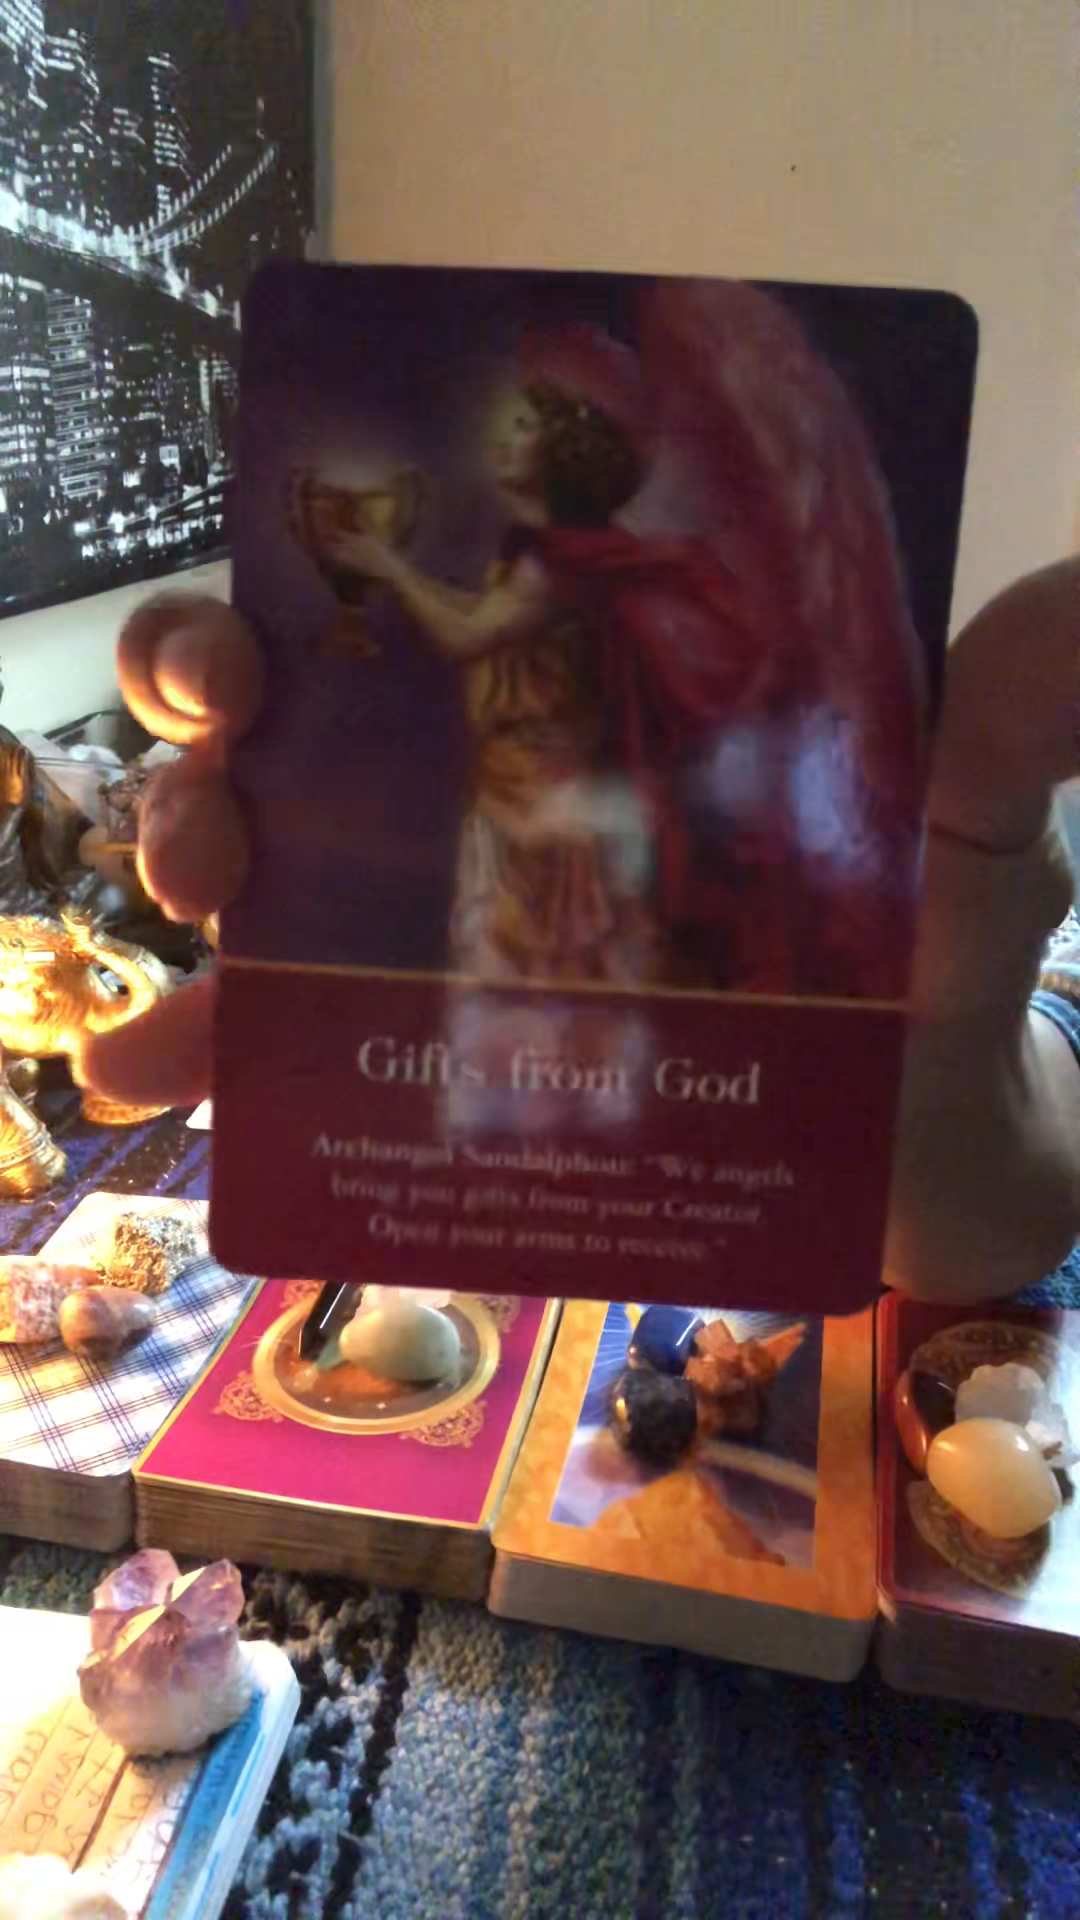 Gifts from God
Archangel Sandalphon: "We angels
bring you gifts from your Creator.
Open your arms to receive."